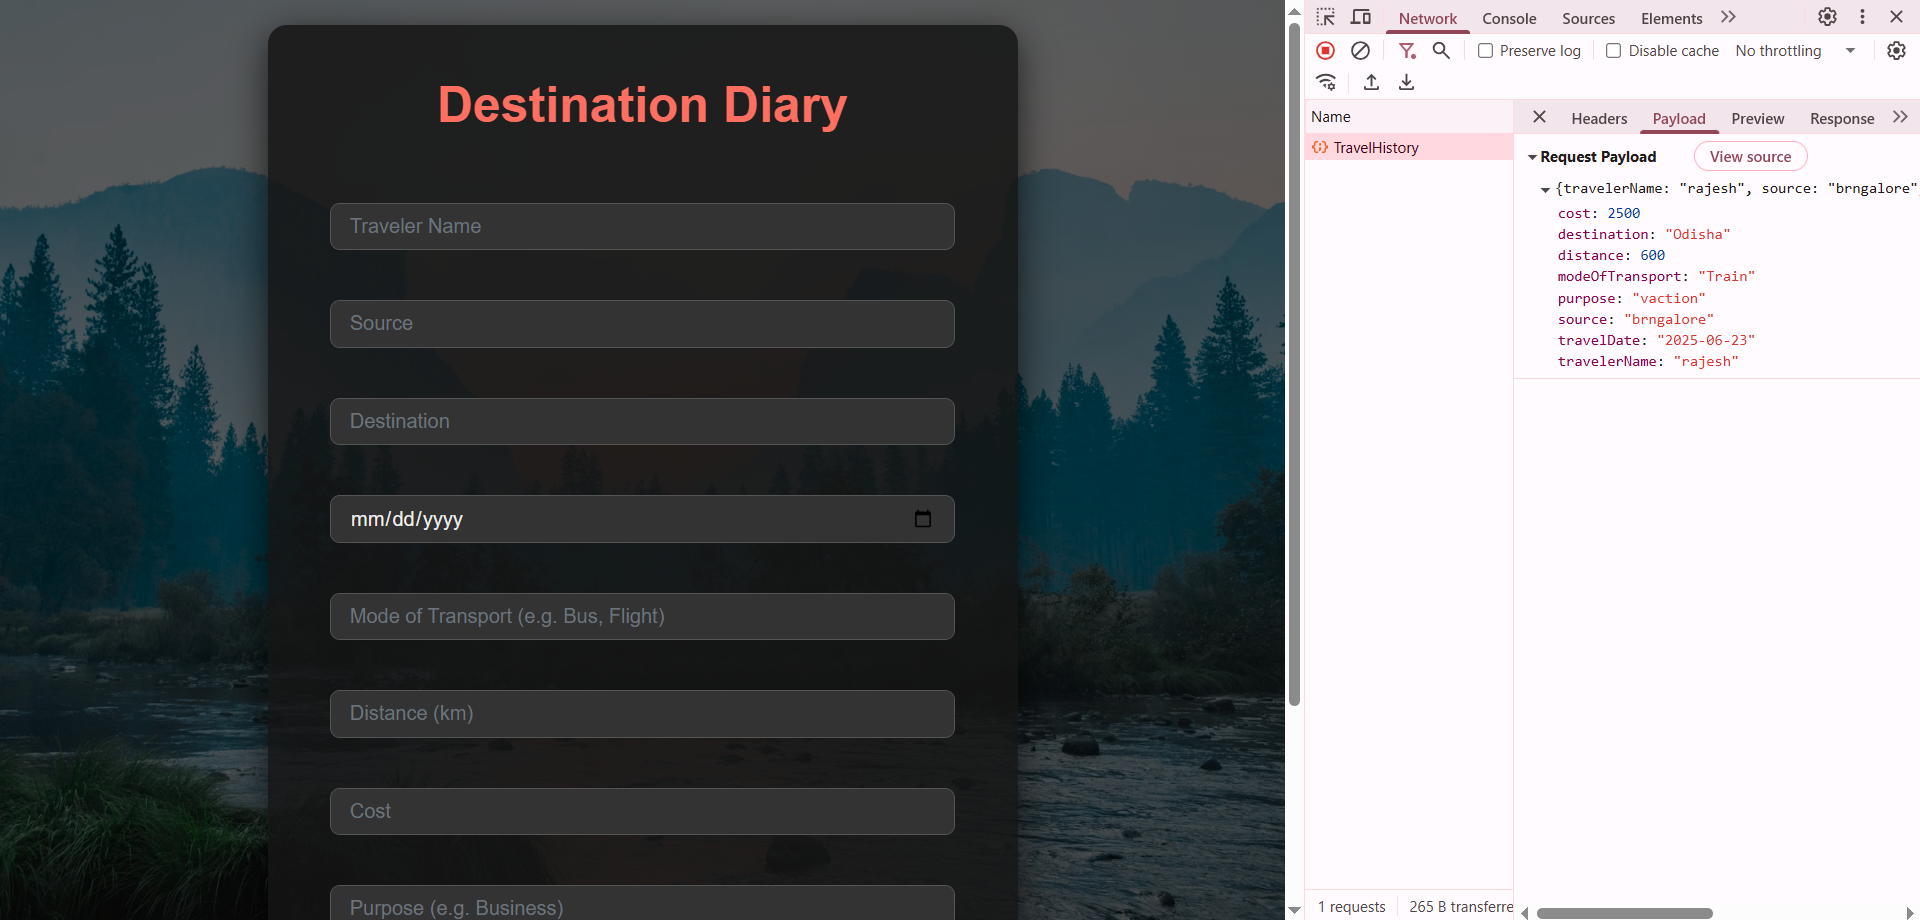 Destination Diary
Traveler Name
Source
Destination
mm/dd/yyyy
Mode of Transport (e.g. Bus, Flight)
Distance (km)
Cost
Purpose (e.g. Business)
Network Console Sources Elements
Preserve log Disable cache No throttling
Name
TravelHistory
Headers Payload Preview Response
Request Payload View source
{travelerName: "rajesh", source: "brngalore"
cost: 2500
destination: "Odisha"
distance: 600
modeOfTransport: "Train"
purpose: "vaction"
source: "brngalore"
travelDate: "2025-06-23"
travelerName: "rajesh"
1 requests 265 B transferre